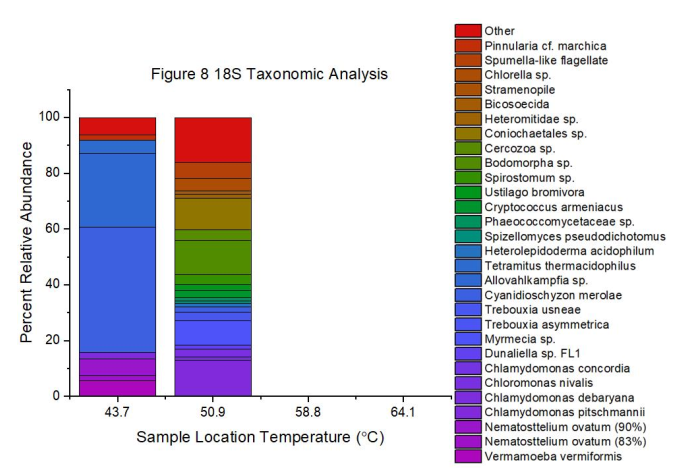 Figure 8 18S Taxonomic Analysis
Percent Relative Abundance
100
80
60
40
20
0
43.7 50.9 58.8 64.1
Sample Location Temperature (°C)
Other
Pinnularia cf. marchica
Spumella-like flagellate
Chlorella sp.
Stramenopile
Bicosoecida
Heteromitidae sp.
Coniochaetales sp.
Cercozoa sp.
Bodomorpha sp.
Spirostomum sp.
Ustilago bromivora
Cryptococcus armeniacus
Phaeococcomycetaceae sp.
Spizellomyces pseudodichotomus
Heterolepidoderma acidophilum
Tetramitus thermacidophilus
Allovahlkampfia sp.
Cyanidioschyzon merolae
Trebouxia usneae
Trebouxia asymmetrica
Myrmecia sp.
Dunaliella sp. FL1
Chlamydomonas concordia
Chloromonas nivalis
Chlamydomonas debaryana
Chlamydomonas pitschmannii
Nematosttelium ovatum (90%)
Nematosttelium ovatum (83%)
Vermamoeba vermiformis